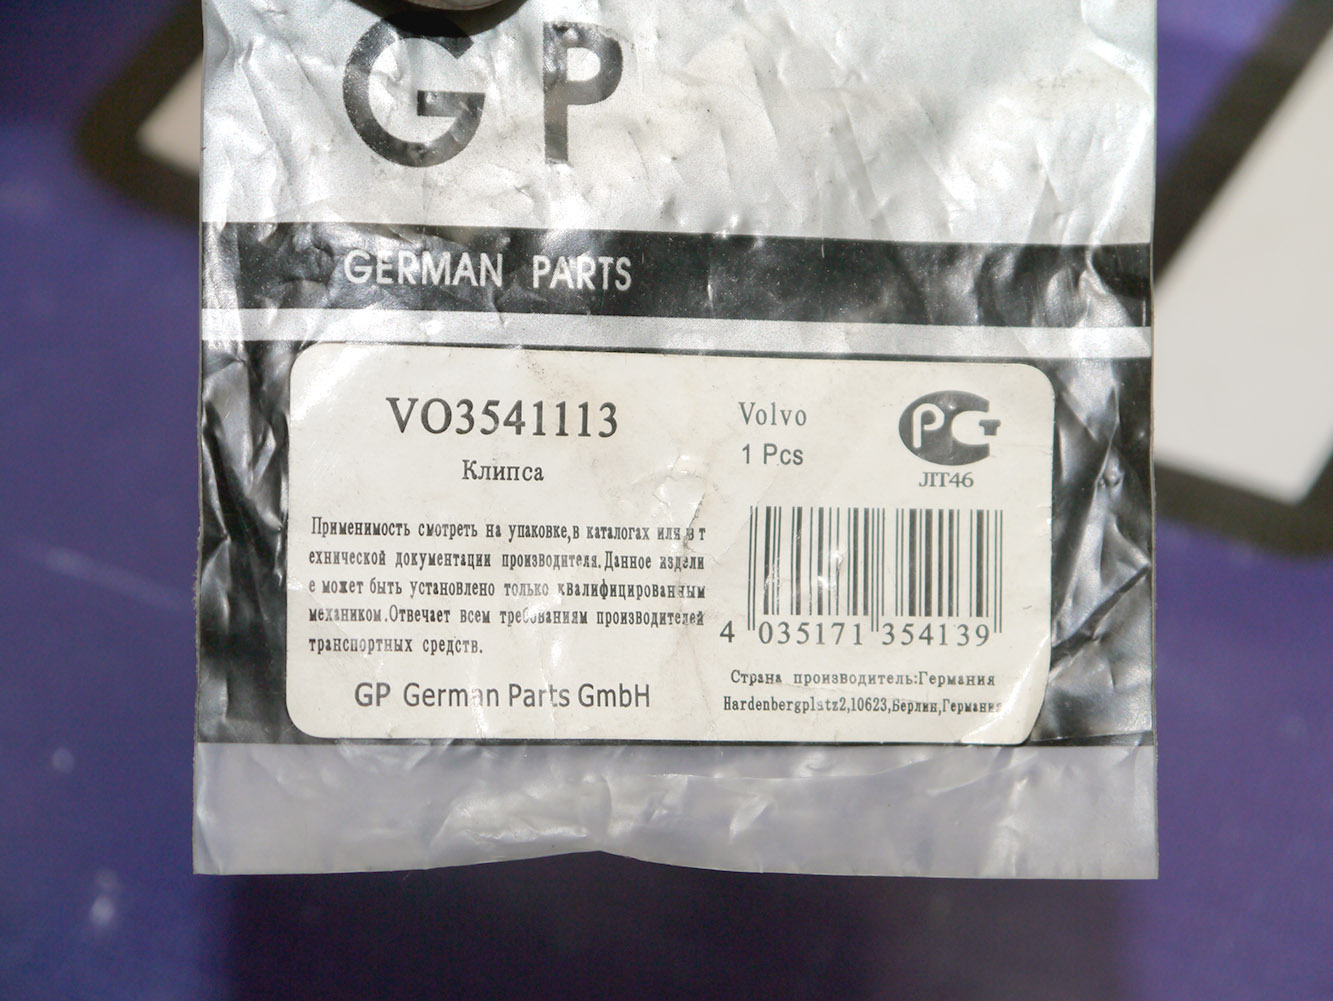 GP
GERMAN PARTS
VO3541113
Клипса
Volvo
1 Pcs
РСТ
ЛТ46
Применимость смотреть на упаковке,в каталогах или в т
ехнической документации производителя.Данное издели
е может быть установлено только квалифицированным
механиком.Отвечает всем требованиям производителей
транспортных средств.
GP German Parts GmbH
4 035171 354139
Страна производитель:Германия
Hardenbergplatz2,10623,Берлин,Германия